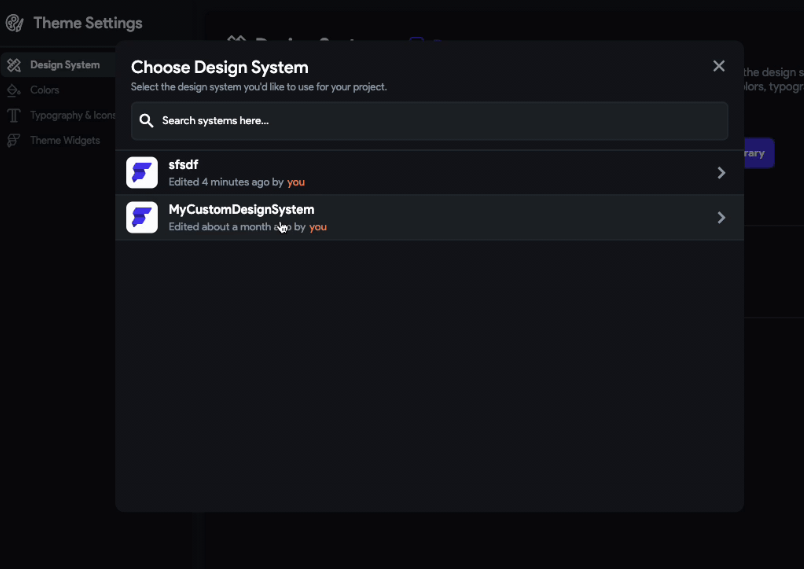 Theme Settings
Design System
Colors
Typography & Icons
Theme Widgets
Choose Design System
Select the design system you'd like to use for your project.
Search systems here...
sfsdf
Edited 4 minutes ago by you
MyCustomDesignSystem
Edited about a month ago by you
the design s